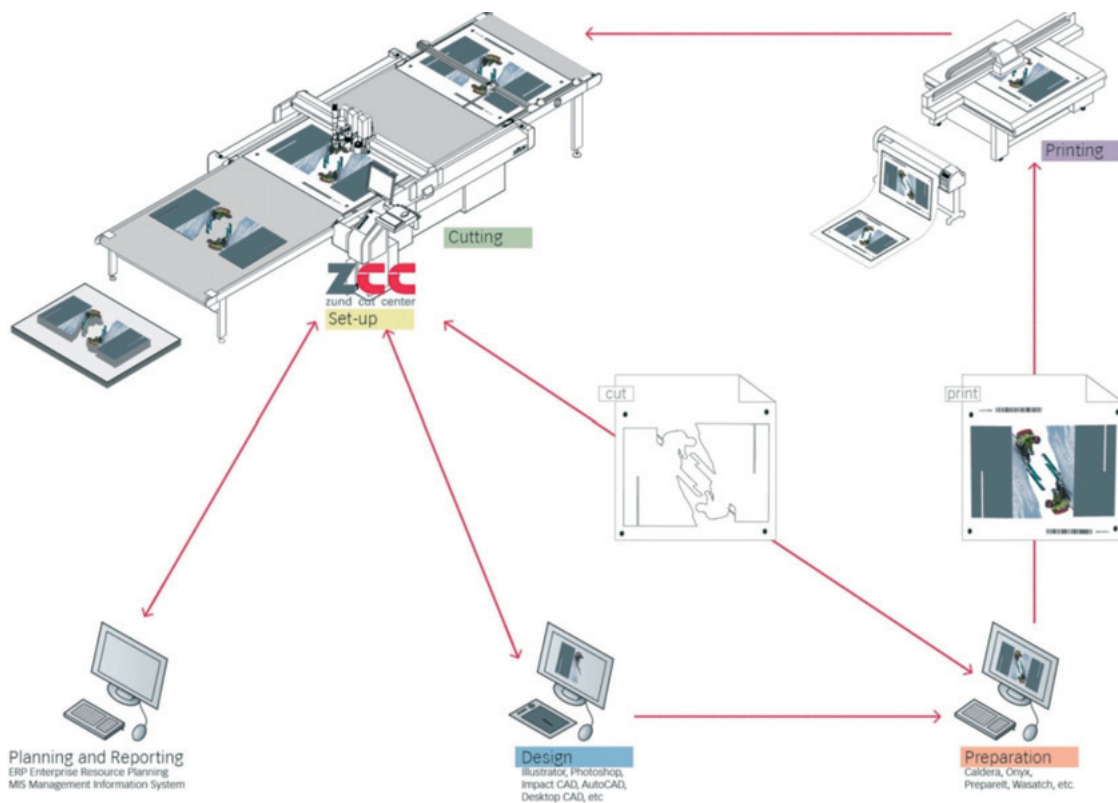 Printing
Cutting
zcc
zund cut center
Set-up
cut
print
Planning and Reporting
ERP Enterprise Resource Planning
MIS Management Information System
Design
Illustrator, Photoshop,
Impact CAD, AutoCAD,
Desktop CAD, etc
Preparation
Caldera, Onyx,
PrepareIt, Wasatch, etc.